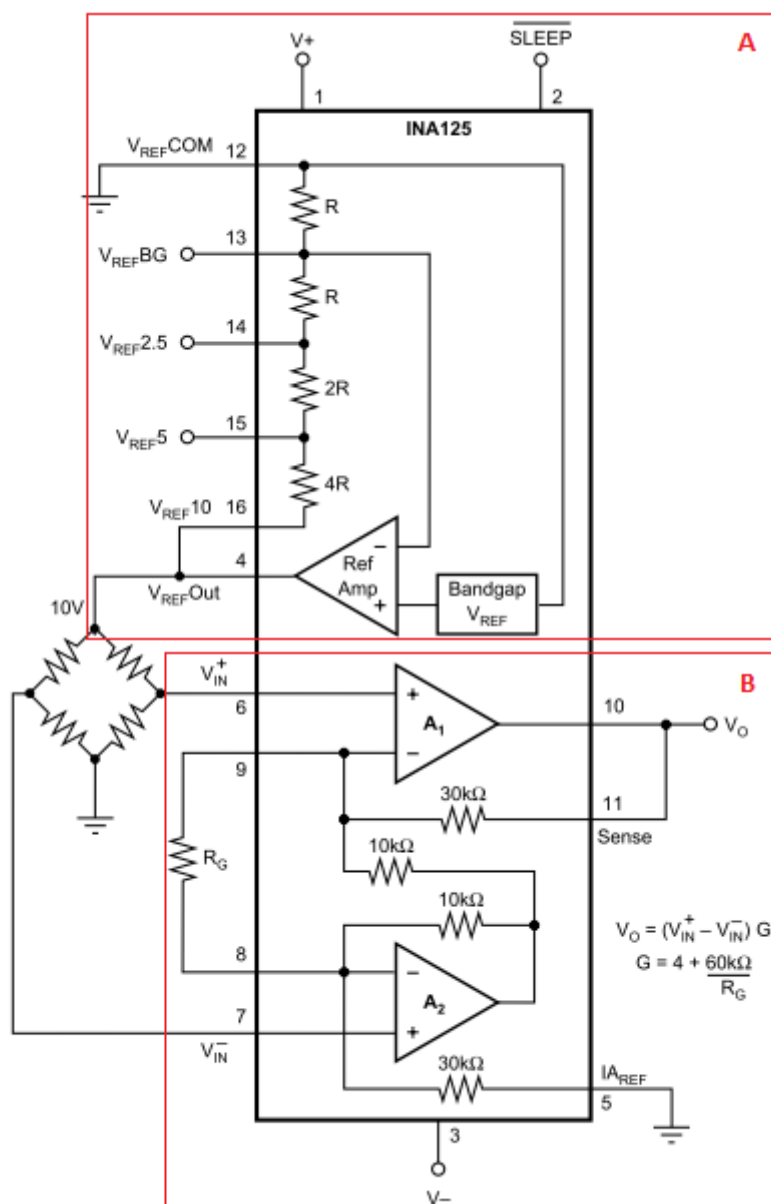 A
V+
SLEEP
1
2
INA125
VREFCOM
12
R
13
VREFBG
R
14
VREF2.5
2R
15
VREF5
4R
VREF10
16
4
VREFOut
Ref
Amp
−
+
Bandgap
VREF
10V
B
V+IN
6
+
A1
−
10
VO
9
30kΩ
11
Sense
10kΩ
RG
10kΩ
VO = (V+IN – V−IN) G
G = 4 + 60kΩ
RG
8
−
A2
+
7
V−IN
30kΩ
IAREF
5
3
V–